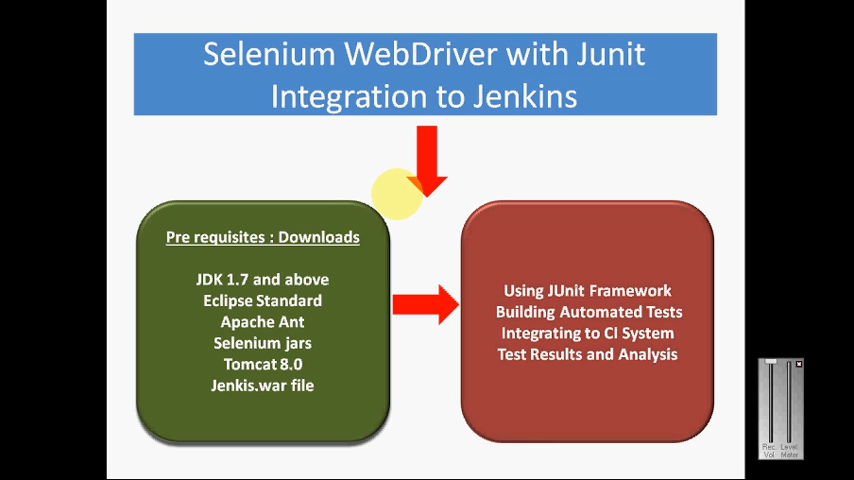 Selenium WebDriver with Junit
Integration to Jenkins
Pre requisites : Downloads
JDK 1.7 and above
Eclipse Standard
Apache Ant
Selenium jars
Tomcat 8.0
Jenkis.war file
Using JUnit Framework
Building Automated Tests
Integrating to CI System
Test Results and Analysis
Rec. Level
Vol Meter